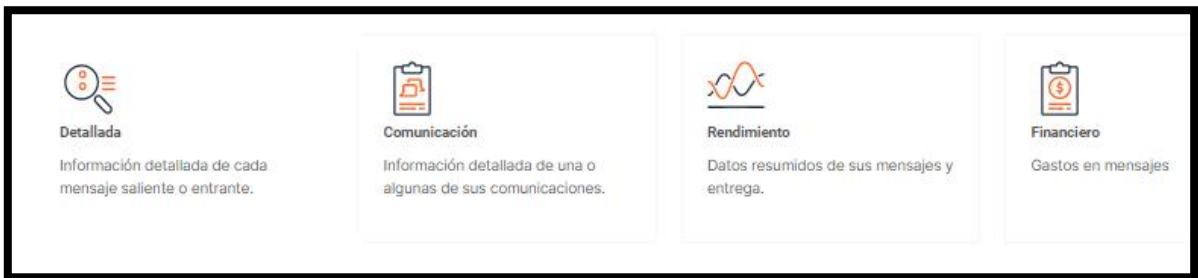 Detallada
Información detallada de cada
mensaje saliente o entrante.
Comunicación
Información detallada de una o
algunas de sus comunicaciones.
Rendimiento
Datos resumidos de sus mensajes y
entrega.
Financiero
Gastos en mensajes